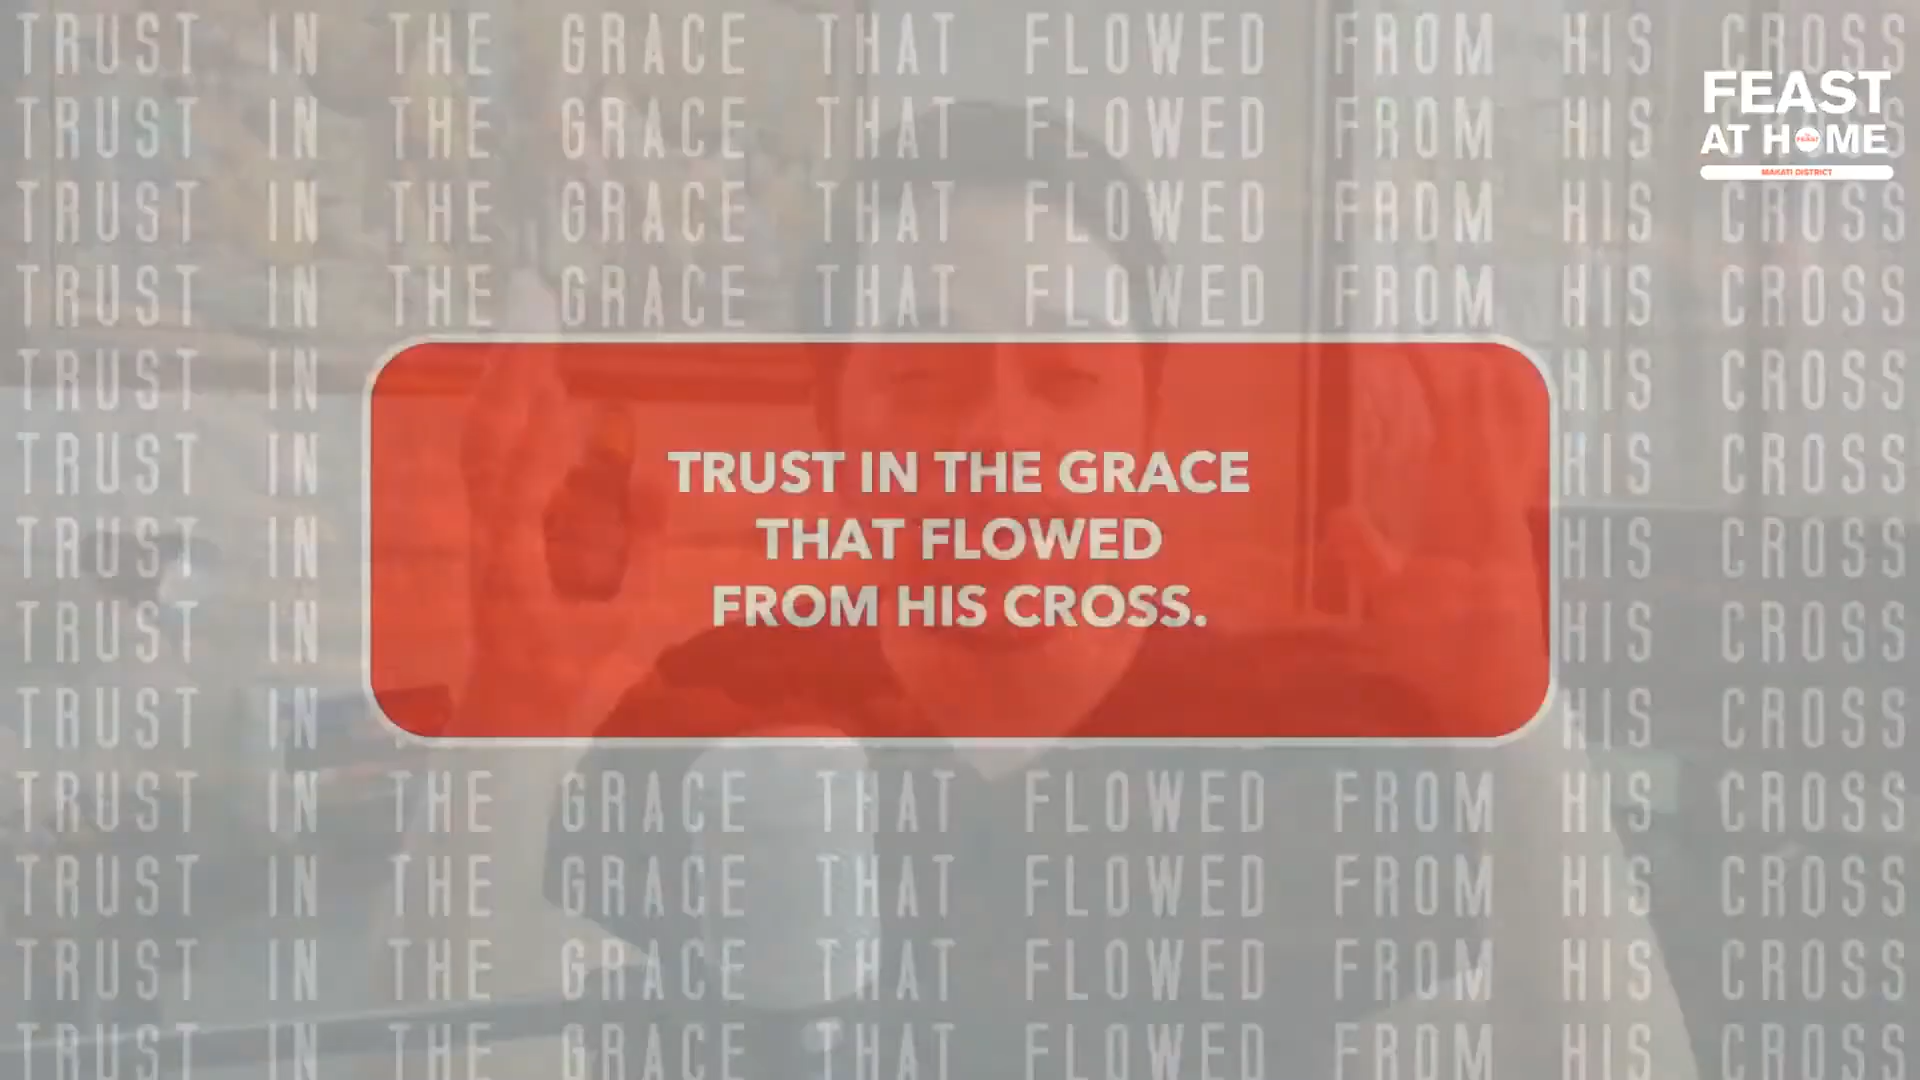 TRUST IN THE GRACE THAT FLOWED FROM HIS CROSS
FEAST
TRUST IN THE GRACE THAT FLOWED FROM HIS CROSS
AT HOME
MAKATI DISTRICT
TRUST IN THE GRACE THAT FLOWED FROM HIS CROSS
TRUST IN THE GRACE THAT FLOWED FROM HIS CROSS
TRUST IN HIS CROSS
TRUST IN HIS CROSS
TRUST IN THE GRACE
THAT FLOWED
FROM HIS CROSS.
TRUST IN HIS CROSS
TRUST IN HIS CROSS
TRUST IN HIS CROSS
TRUST IN THE GRACE THAT FLOWED FROM HIS CROSS
TRUST IN THE GRACE THAT FLOWED FROM HIS CROSS
TRUST IN THE GRACE THAT FLOWED FROM HIS CROSS
TRUST IN THE GRACE THAT FLOWED FROM HIS CROSS